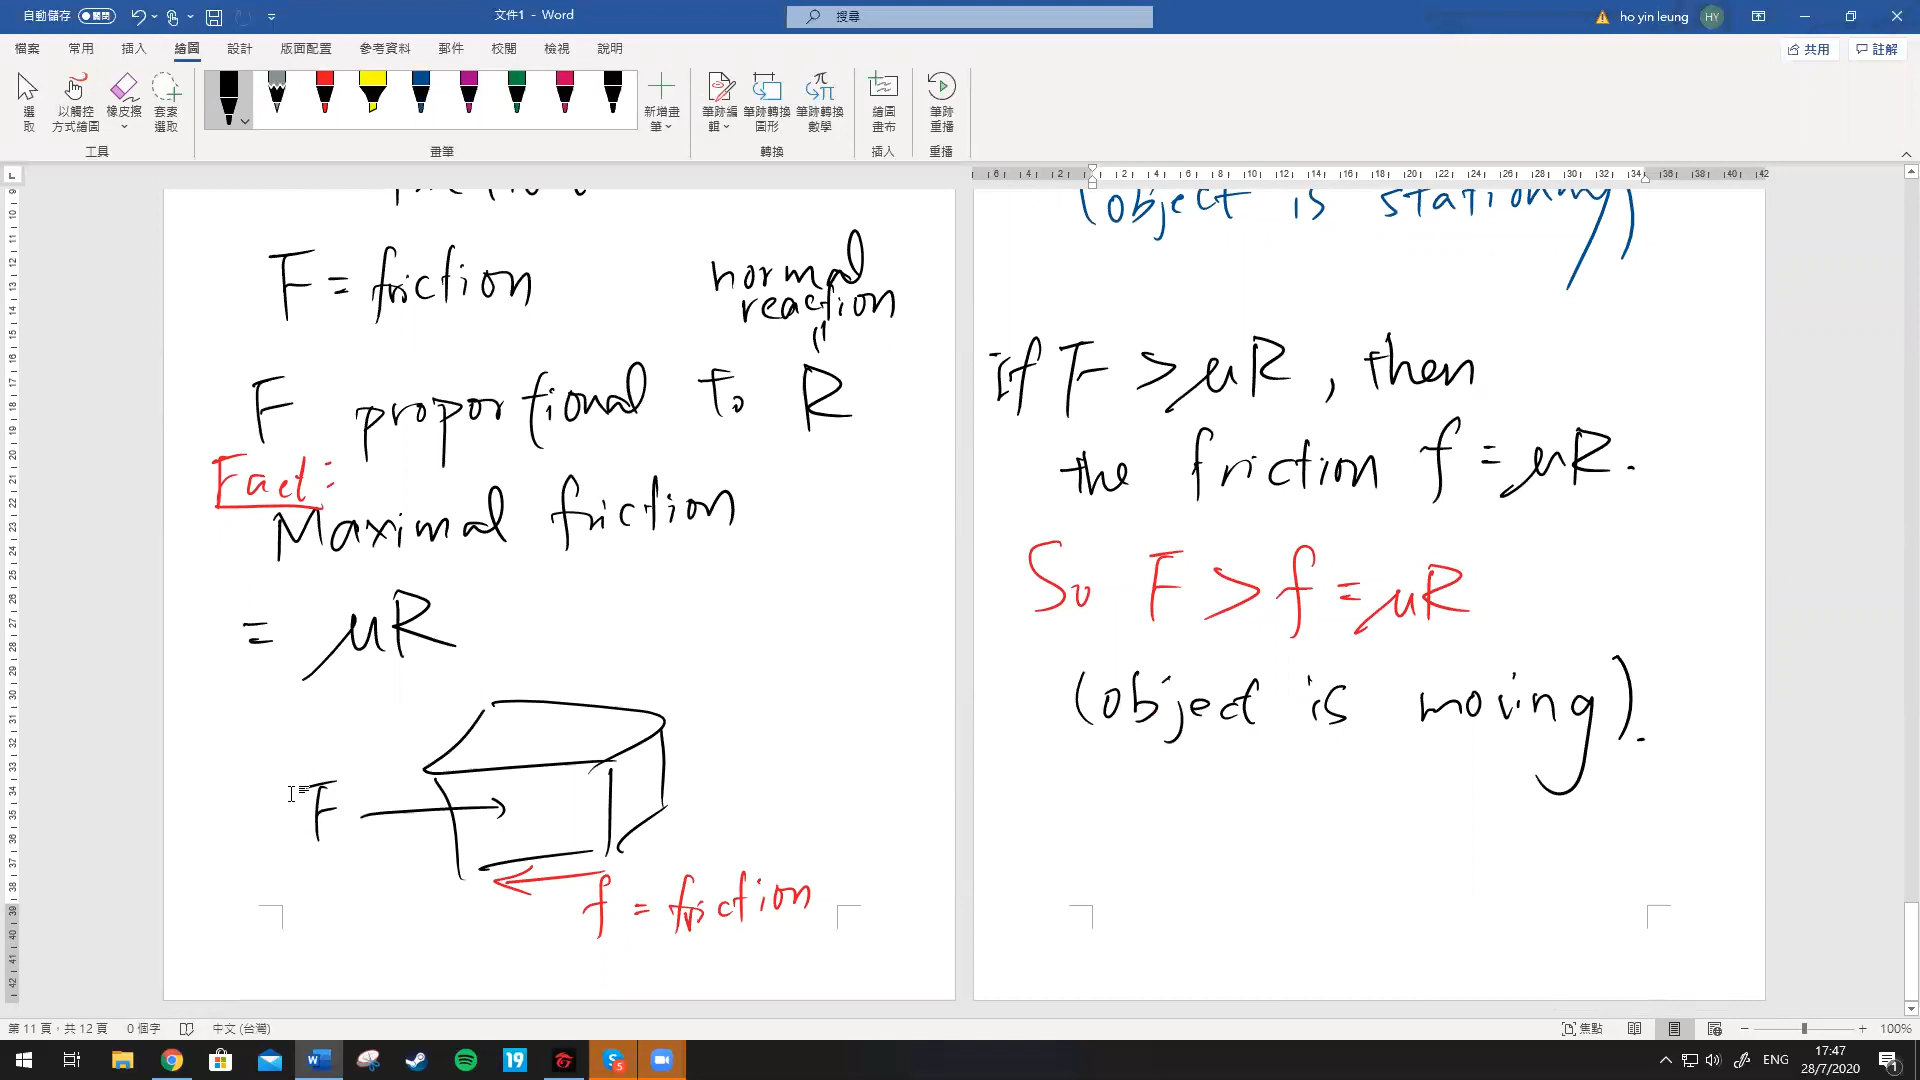 自動儲存 關閉
文件1 - Word
搜尋
ho yin leung HY
檔案 常用 插入 繪圖 設計 版面配置 參考資料 郵件 校閱 檢視 說明
共用 註解
選取
以觸控方式繪圖
橡皮擦
套索選取
新增畫筆
筆跡編輯
筆跡轉換圖形
筆跡轉換數學
繪圖畫布
筆跡重播
工具 畫筆 轉換 插入 重播
F = friction
normal
reaction
F proportional to R
Fact:
Maximal friction
= μR
F
f = friction
(object is stationary)
if F > μR, then
the friction f = μR.
So F > f = μR
(object is moving).
第 11 頁，共 12 頁 0 個字 中文 (台灣)
焦點 100%
19
ENG
17:47
28/7/2020